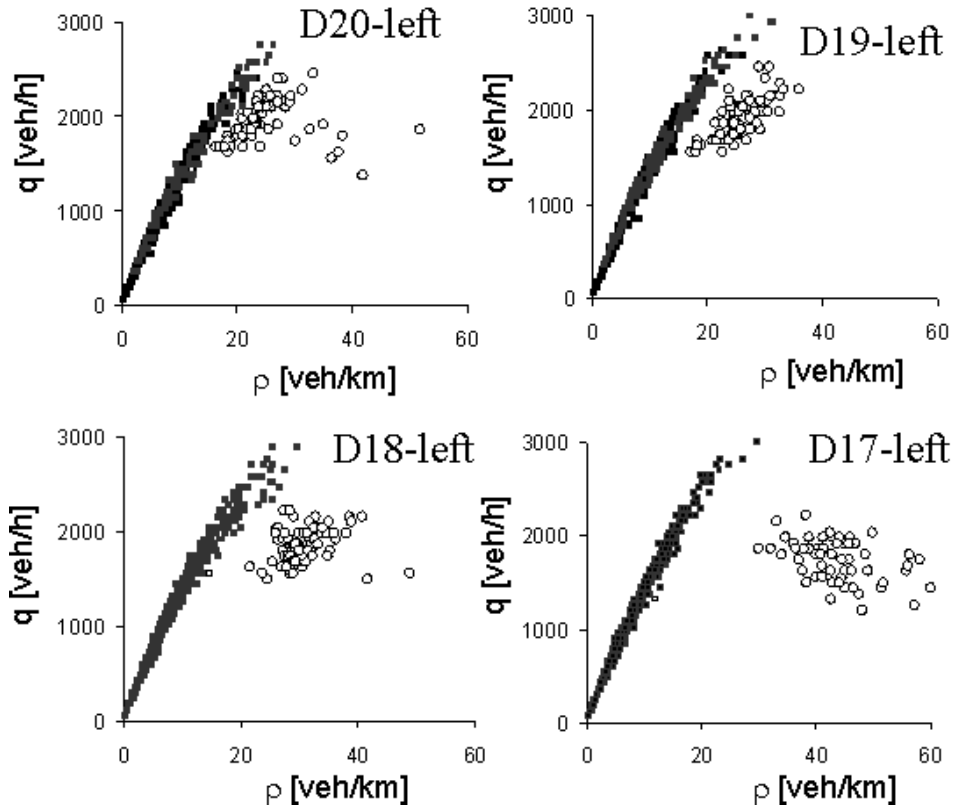 D20-left
q [veh/h]
3000
2000
1000
0
0 20 40 60
ρ [veh/km]
D19-left
q [veh/h]
3000
2000
1000
0
0 20 40 60
ρ [veh/km]
D18-left
q [veh/h]
3000
2000
1000
0
0 20 40 60
ρ [veh/km]
D17-left
q [veh/h]
3000
2000
1000
0
0 20 40 60
ρ [veh/km]